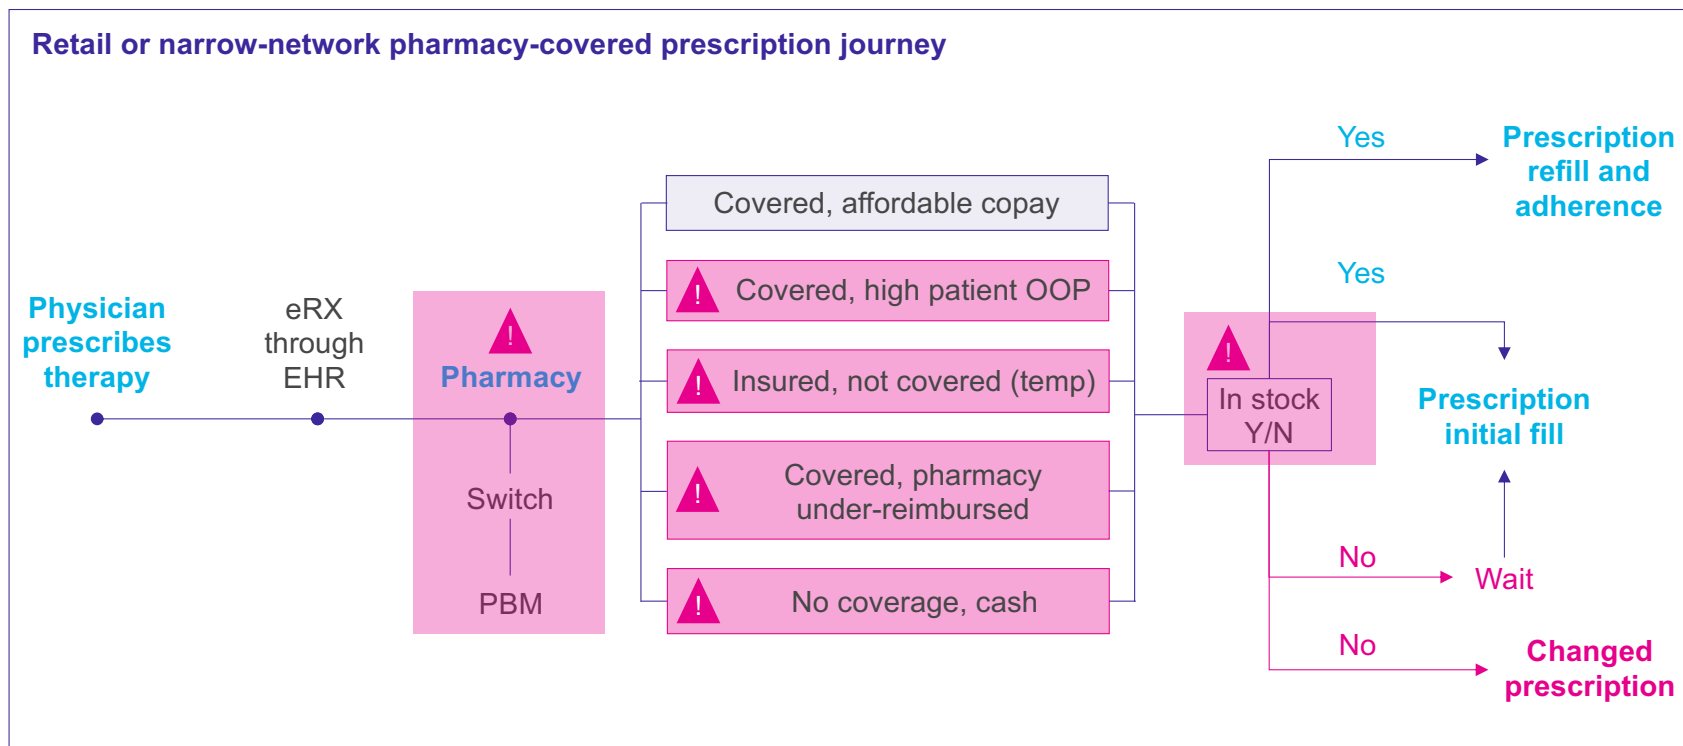 Retail or narrow-network pharmacy-covered prescription journey
Physician
prescribes
therapy
eRX
through
EHR
!
Pharmacy
Switch
PBM
Covered, affordable copay
!
Covered, high patient OOP
!
Insured, not covered (temp)
!
Covered, pharmacy
under-reimbursed
!
No coverage, cash
!
In stock
Y/N
Yes
Prescription
refill and
adherence
Yes
Prescription
initial fill
No
Wait
No
Changed
prescription